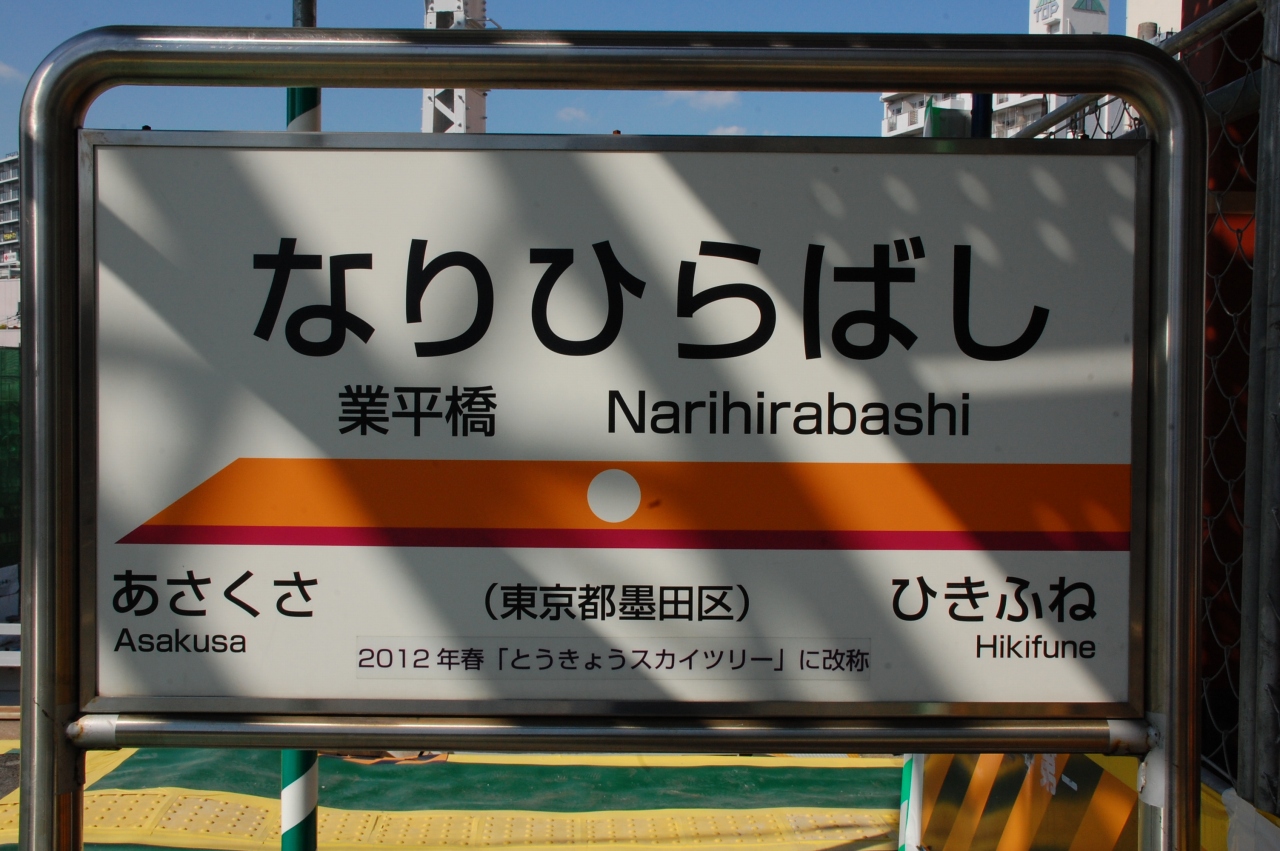 TOP
なりひらばし
業平橋 Narihirabashi
あさくさ （東京都墨田区） ひきふね
Asakusa Hikifune
2012年春「とうきょうスカイツリー」に改称